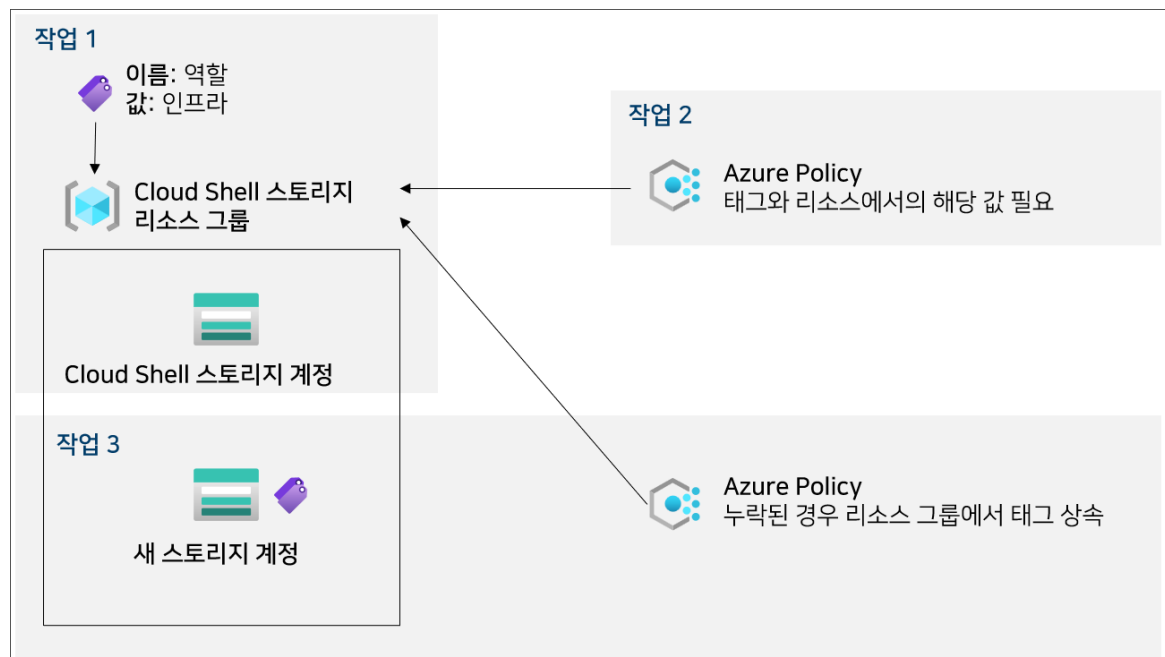 작업 1
이름: 역할
값: 인프라
Cloud Shell 스토리지
리소스 그룹
Cloud Shell 스토리지 계정
작업 2
Azure Policy
태그와 리소스에서의 해당 값 필요
작업 3
새 스토리지 계정
Azure Policy
누락된 경우 리소스 그룹에서 태그 상속